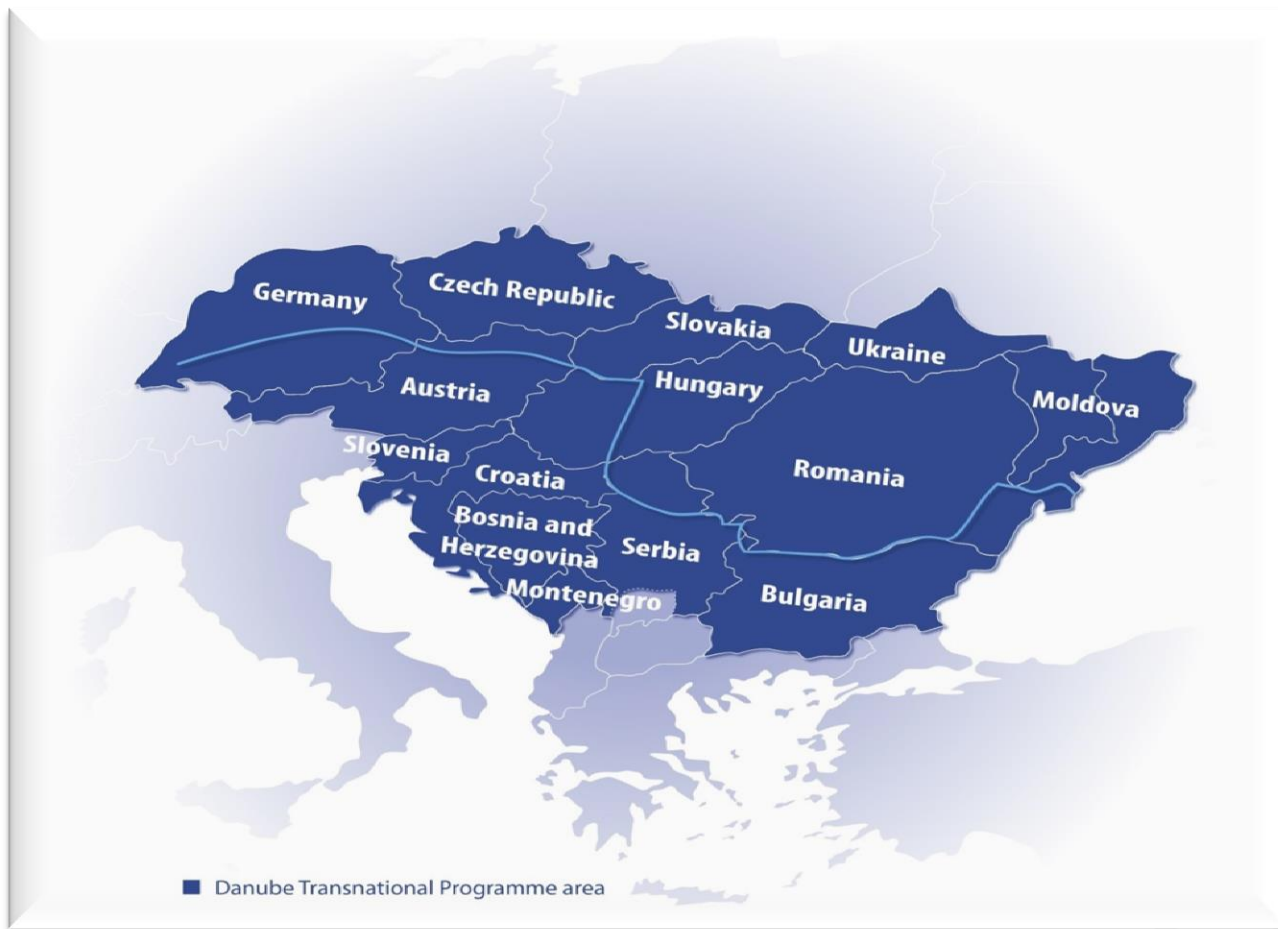 Germany
Czech Republic
Slovakia
Ukraine
Hungary
Austria
Moldova
Slovenia
Croatia
Romania
Bosnia and
Herzegovina
Serbia
Montenegro
Bulgaria
Danube Transnational Programme area